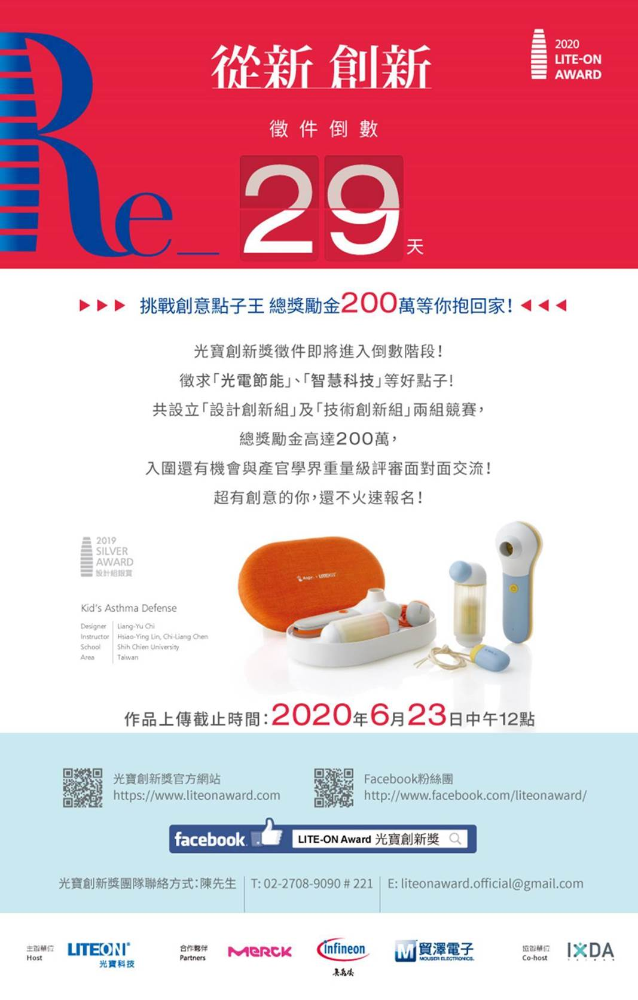 Re_
從新 創新
2020
LITE-ON
AWARD
徵件倒數
29天
挑戰創意點子王 總獎勵金200萬等你抱回家!
光寶創新獎徵件即將進入倒數階段!
徵求「光電節能」、「智慧科技」等好點子!
共設立「設計創新組」及「技術創新組」兩組競賽,
總獎勵金高達200萬,
入圍還有機會與產官學界重量級評審面對面交流!
超有創意的你,還不火速報名!
2019
SILVER
AWARD
設計組銀賞
Kid's Asthma Defense
Designer Liang-Yu Chi
Instructor Hsiao-Ying Lin, Chi-Liang Chen
School Shih Chien University
Area Taiwan
作品上傳截止時間:2020年6月23日中午12點
光寶創新獎官方網站
https://www.liteonaward.com
Facebook粉絲團
http://www.facebook.com/liteonaward/
facebook. LITE-ON Award 光寶創新獎
光寶創新獎團隊聯絡方式:陳先生 T: 02-2708-9090 # 221 E: liteonaward.official@gmail.com
主辦單位
Host
LITEON®
光寶科技
合作夥伴
Partners
MERCK
infineon
M 貿澤電子
MOUSER ELECTRONICS.
協辦單位
Co-host
IXDA
TAIWAN